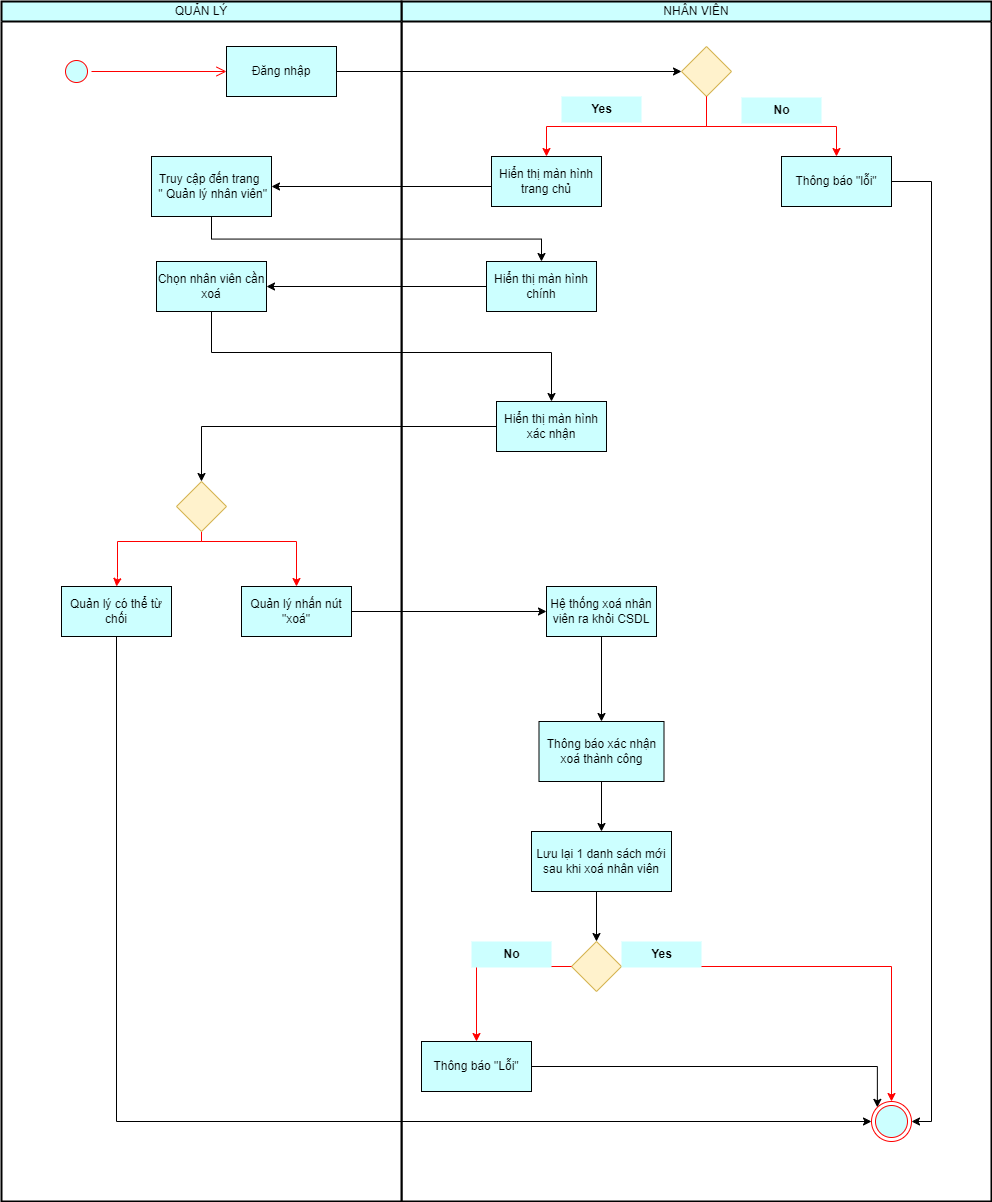 QUẢN LÝ
NHÂN VIÊN
Đăng nhập
Yes
No
Truy cập đến trang
" Quản lý nhân viên"
Hiển thị màn hình
trang chủ
Thông báo "lỗi"
Chọn nhân viên cần
xoá
Hiển thị màn hình
chính
Hiển thị màn hình
xác nhận
Quản lý có thể từ
chối
Quản lý nhấn nút
"xoá"
Hệ thống xoá nhân
viên ra khỏi CSDL
Thông báo xác nhận
xoá thành công
Lưu lại 1 danh sách mới
sau khi xoá nhân viên
No
Yes
Thông báo "Lỗi"